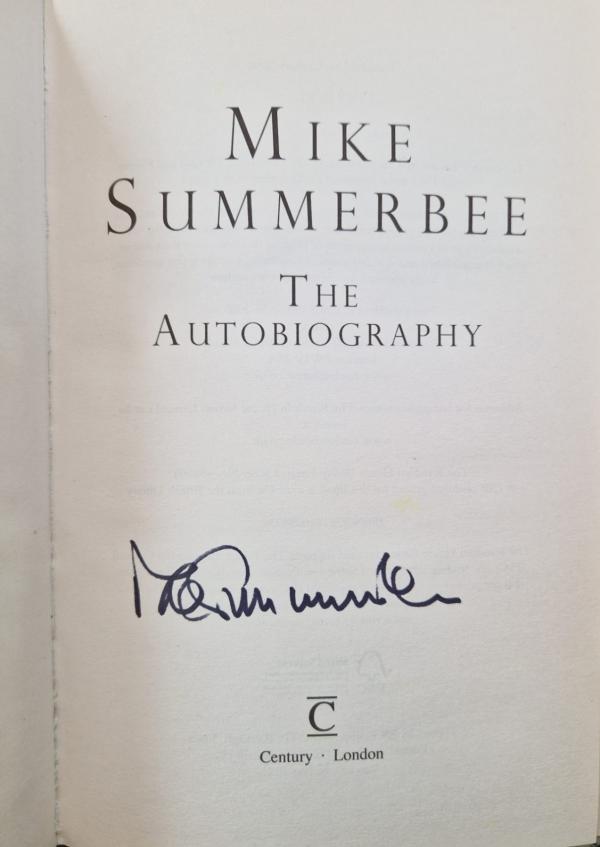 MIKE
SUMMERBEE
THE
AUTOBIOGRAPHY
C
Century · London